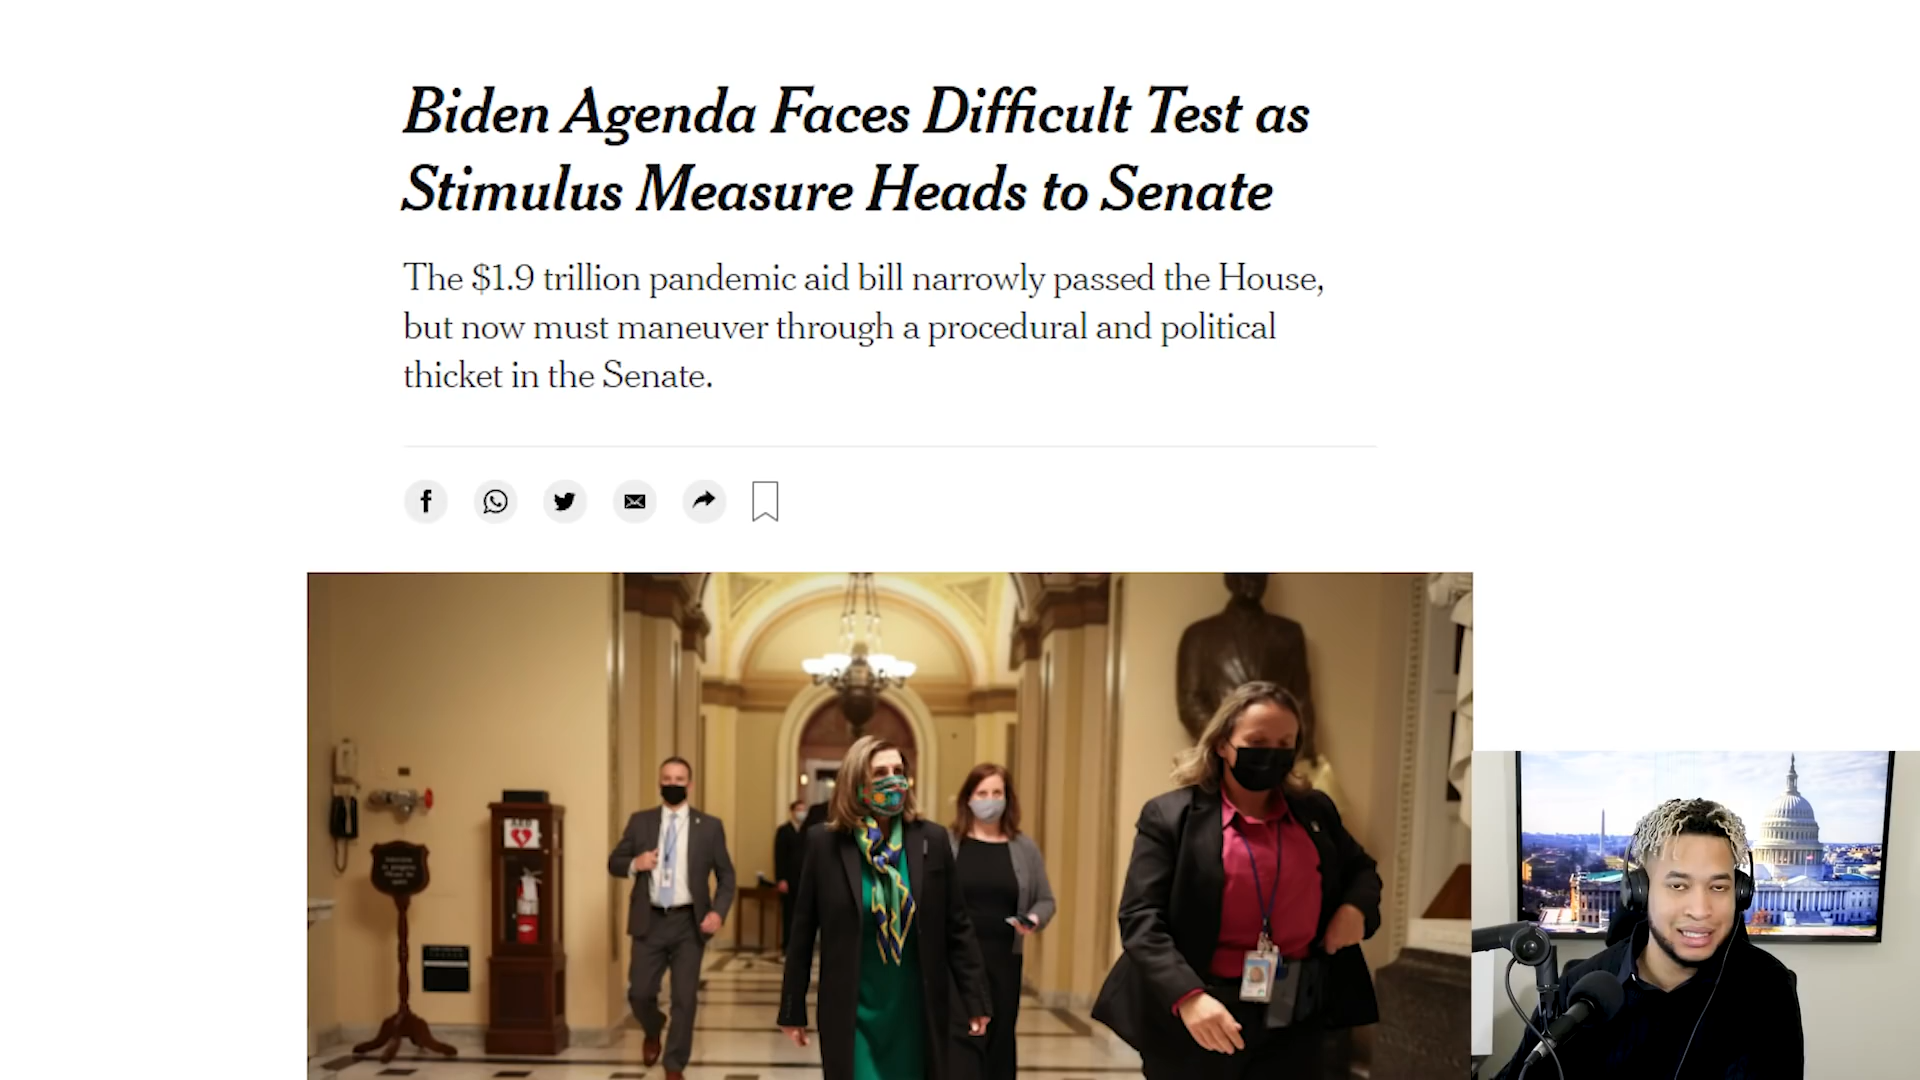 Biden Agenda Faces Difficult Test as
Stimulus Measure Heads to Senate
The $1.9 trillion pandemic aid bill narrowly passed the House,
but now must maneuver through a procedural and political
thicket in the Senate.
AED